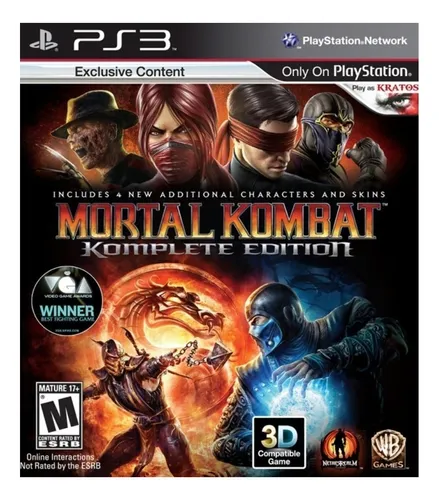 PS3
PlayStation®Network
Exclusive Content
Only On PlayStation®
Play as KRATOS
INCLUDES 4 NEW ADDITIONAL CHARACTERS AND SKINS
MORTAL KOMBAT™
KOMPLETE EDITION
VGA
VIDEO GAME AWARDS
WINNER
BEST FIGHTING GAME
MATURE 17+
M
CONTENT RATED BY
ESRB
Online Interactions
Not Rated by the ESRB
3D
Compatible
Game
NETHERREALM
WB
GAMES